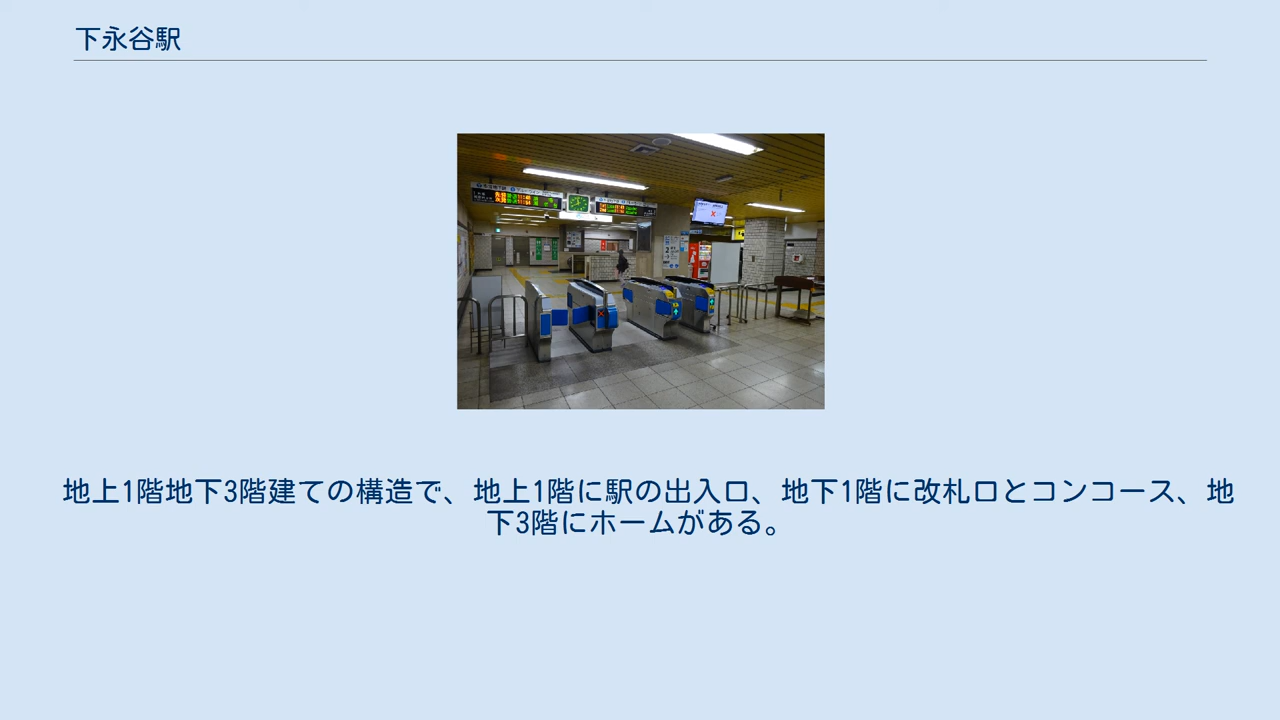 下永谷駅
地上1階地下3階建ての構造で、地上1階に駅の出入口、地下1階に改札口とコンコース、地
下3階にホームがある。